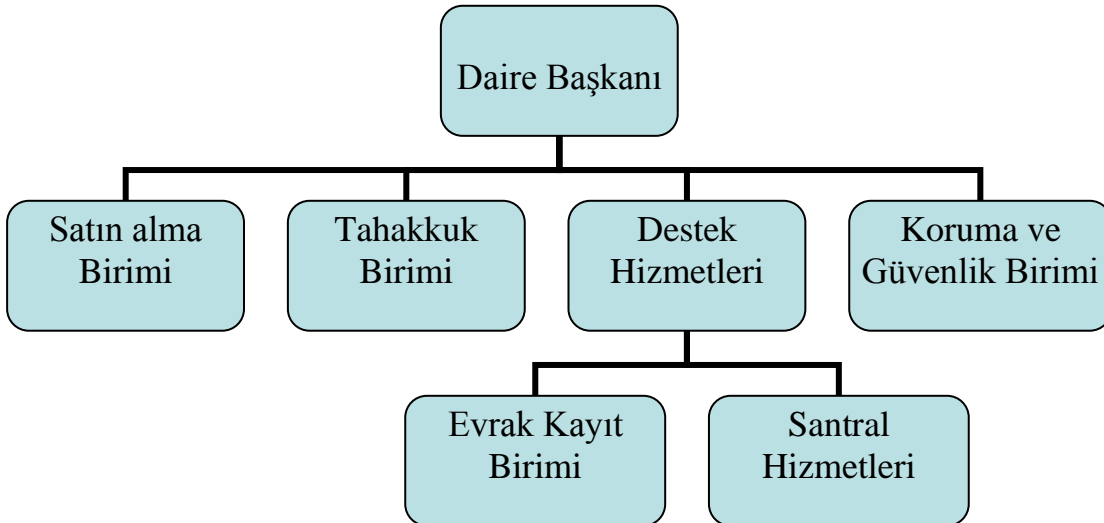 Daire Başkanı
Satın alma
Birimi
Tahakkuk
Birimi
Destek
Hizmetleri
Koruma ve
Güvenlik Birimi
Evrak Kayıt
Birimi
Santral
Hizmetleri